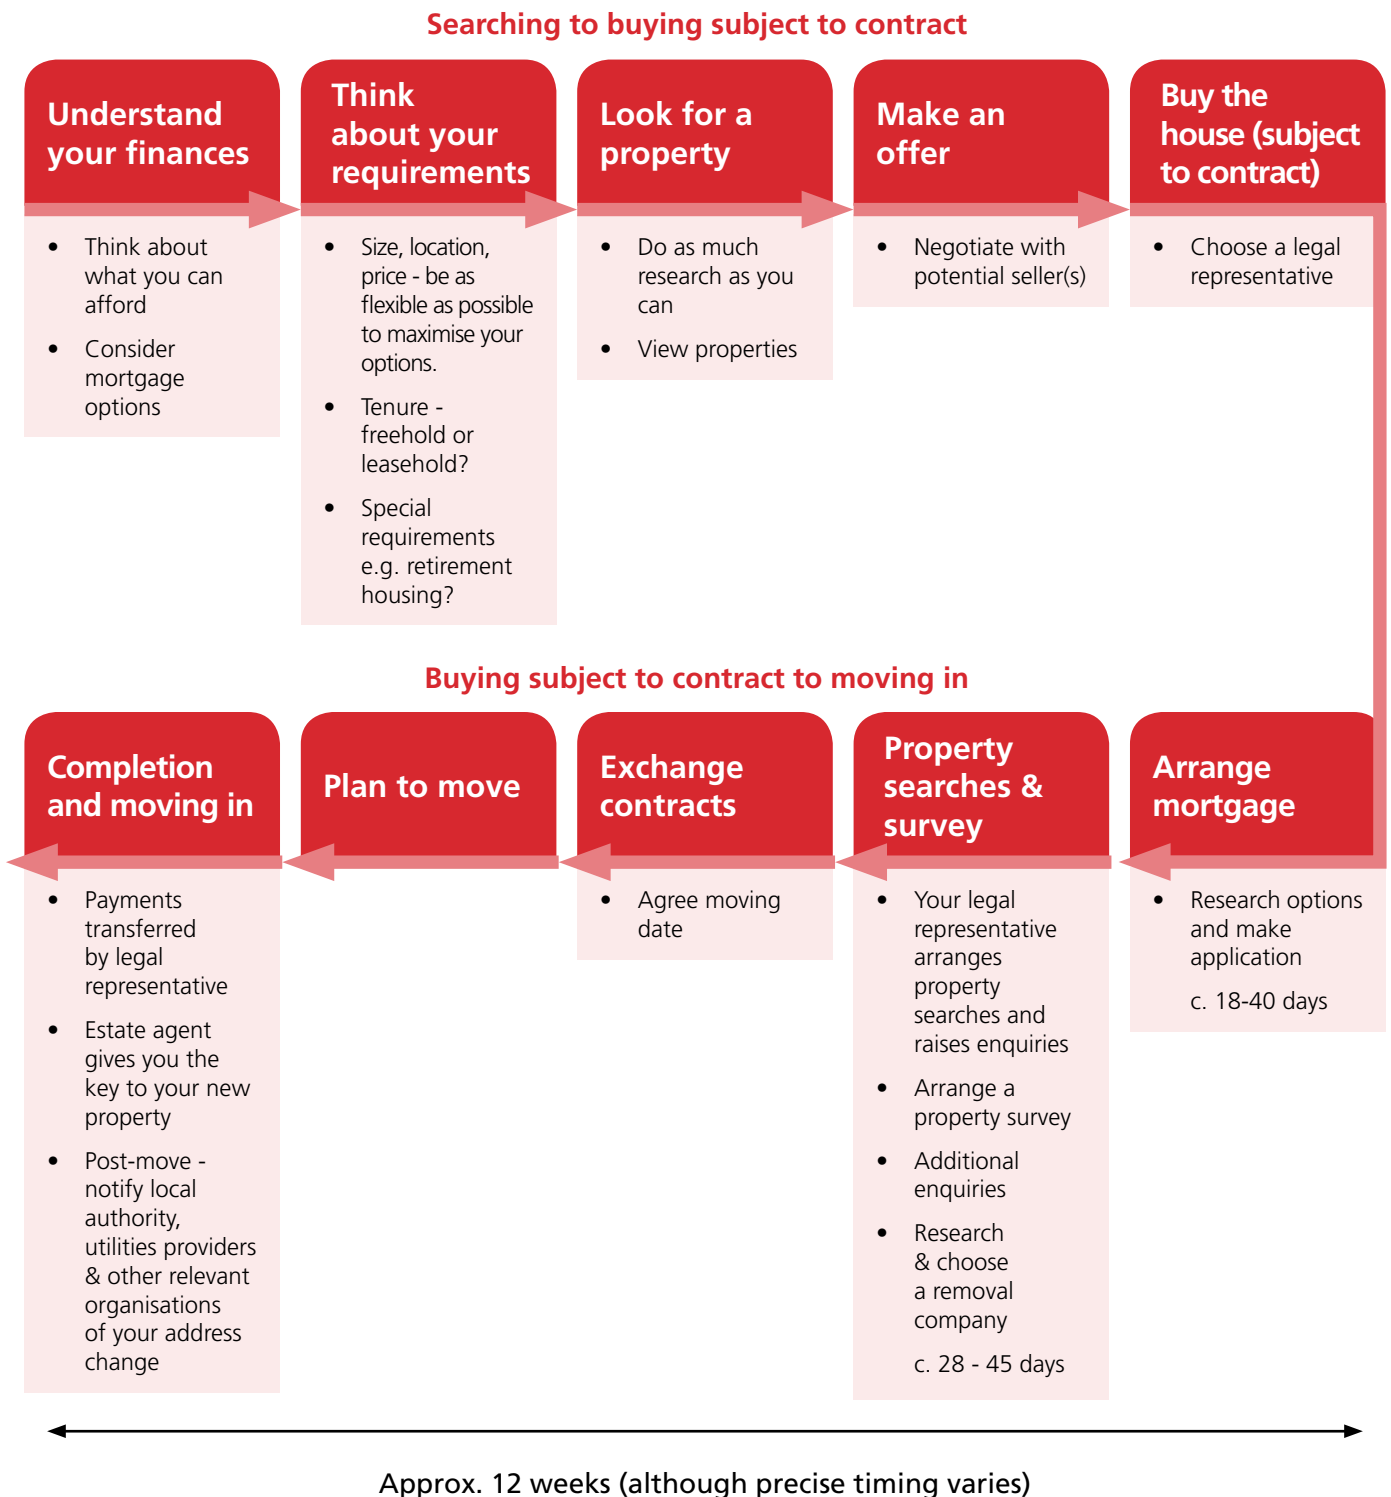 Searching to buying subject to contract
Understand
your finances
• Think about
what you can
afford
• Consider
mortgage
options
Think
about your
requirements
• Size, location,
price - be as
flexible as possible
to maximise your
options.
• Tenure -
freehold or
leasehold?
• Special
requirements
e.g. retirement
housing?
Look for a
property
• Do as much
research as you
can
• View properties
Make an
offer
• Negotiate with
potential seller(s)
Buy the
house (subject
to contract)
• Choose a legal
representative
Buying subject to contract to moving in
Arrange
mortgage
• Research options
and make
application
c. 18-40 days
Property
searches &
survey
• Your legal
representative
arranges
property
searches and
raises enquiries
• Arrange a
property survey
• Additional
enquiries
• Research
& choose
a removal
company
c. 28 - 45 days
Exchange
contracts
• Agree moving
date
Plan to move
Completion
and moving in
• Payments
transferred
by legal
representative
• Estate agent
gives you the
key to your new
property
• Post-move -
notify local
authority,
utilities providers
& other relevant
organisations
of your address
change
Approx. 12 weeks (although precise timing varies)